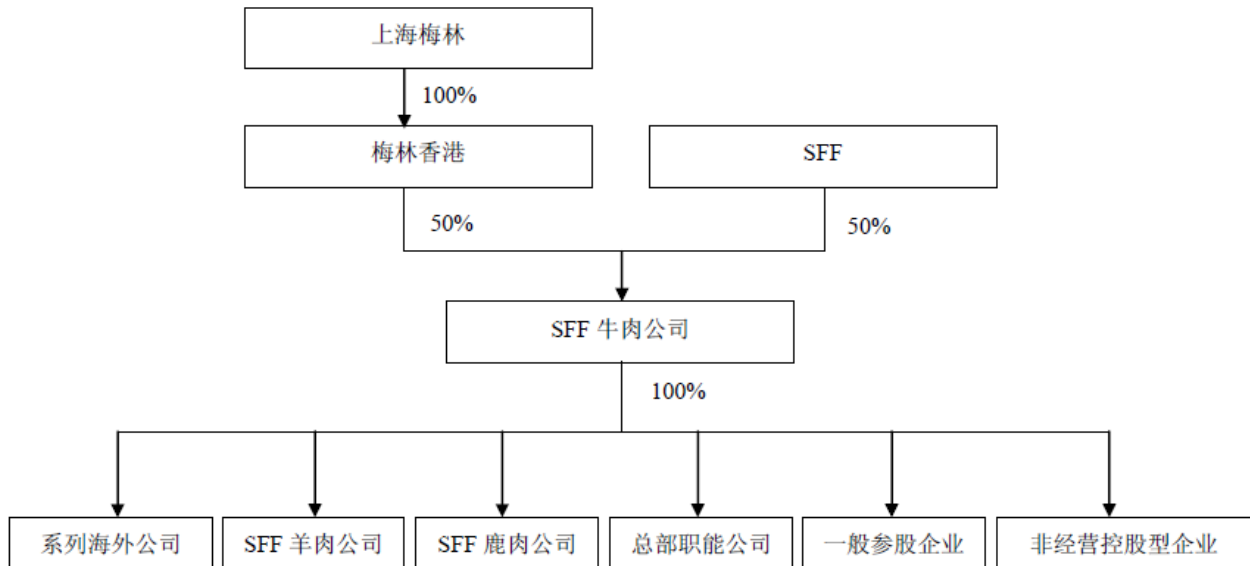 上海梅林
100%
梅林香港
SFF
50%
50%
SFF 牛肉公司
100%
系列海外公司
SFF 羊肉公司
SFF 鹿肉公司
总部职能公司
一般参股企业
非经营控股型企业